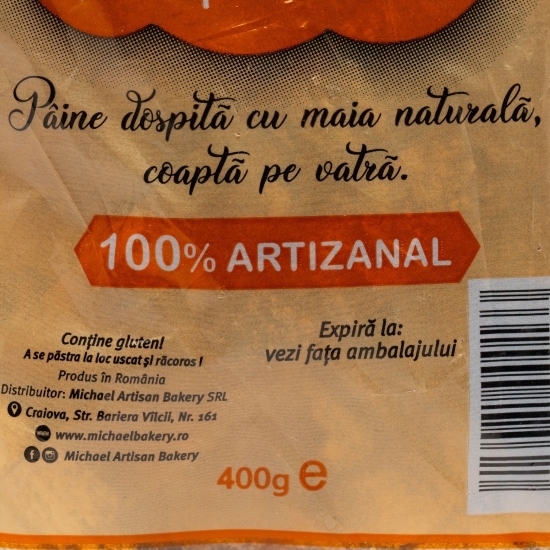 Pâine dospită cu maia naturală,
coaptă pe vatră.
100% ARTIZANAL
Conține gluten!
A se păstra la loc uscat și răcoros !
Produs în România
Distribuitor: Michael Artisan Bakery SRL
Craiova, Str. Bariera Vîlcii, Nr. 161
www.michaelbakery.ro
Michael Artisan Bakery
Expiră la:
vezi fața ambalajului
400g e